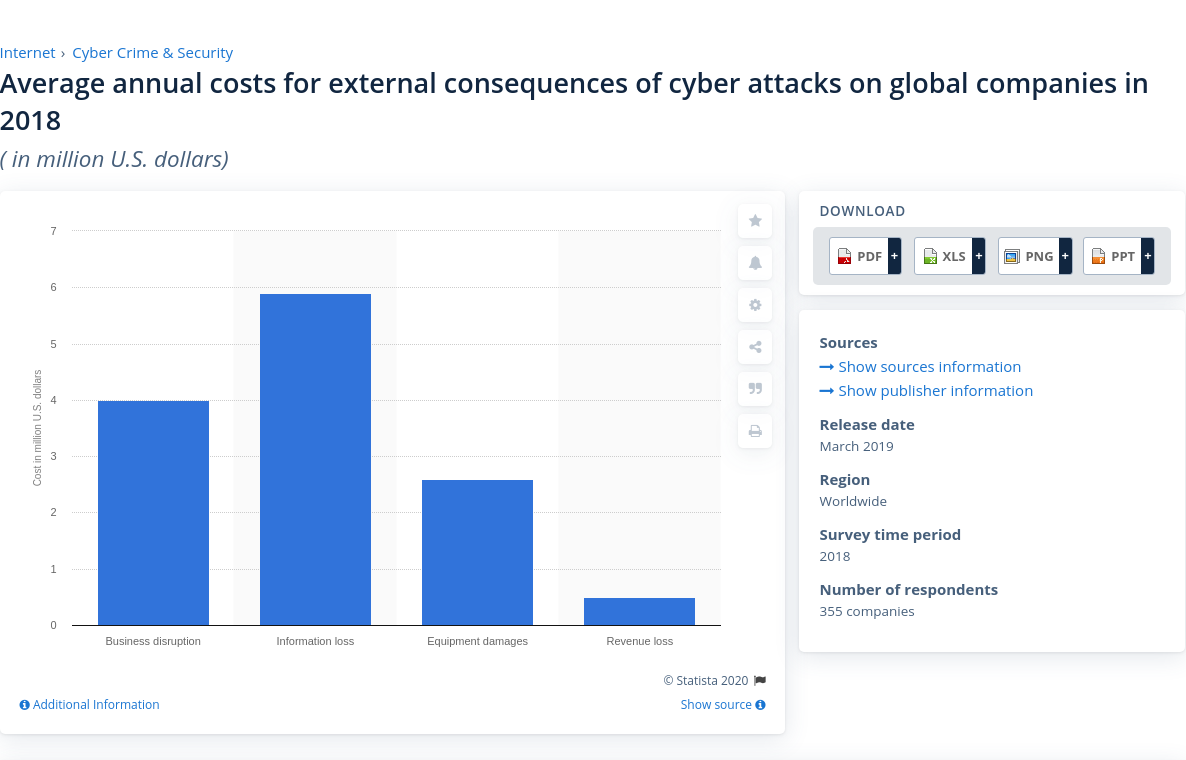 Internet › Cyber Crime & Security
Average annual costs for external consequences of cyber attacks on global companies in
2018
( in million U.S. dollars)
7
6
5
4
3
2
1
0
Cost in million U.S. dollars
Business disruption
Information loss
Equipment damages
Revenue loss
© Statista 2020
Additional Information
Show source
DOWNLOAD
PDF +
XLS +
PNG +
PPT +
Sources
Show sources information
Show publisher information
Release date
March 2019
Region
Worldwide
Survey time period
2018
Number of respondents
355 companies